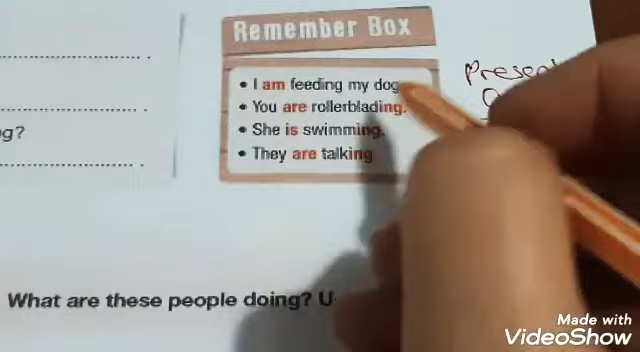 Remember Box
• I am feeding my dog
• You are rollerblading.
• She is swimming.
• They are talking
g?
What are these people doing? U
Made with
VideoShow